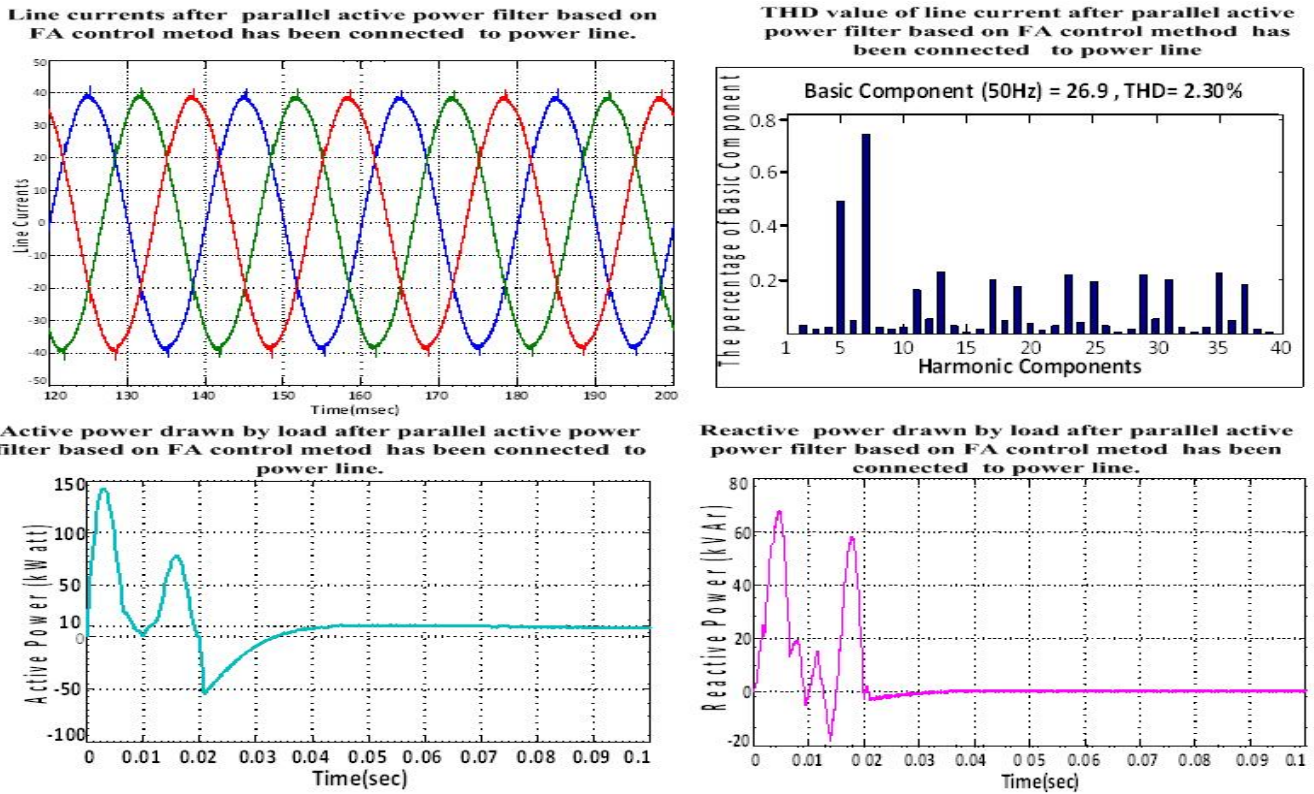 Line currents after parallel active power filter based on
FA control metod has been connected to power line.
50
40
30
20
10
0
-10
-20
-30
-40
-50
Line Currents
120 130 140 150 160 170 180 190 200
Time(msec)
THD value of line current after parallel active
power filter based on FA control method has
been connected to power line
Basic Component (50Hz) = 26.9 , THD= 2.30%
The percentage of Basic Component
0.8
0.6
0.4
0.2
1 5 10 15 20 25 30 35 40
Harmonic Components
Active power drawn by load after parallel active power
filter based on FA control metod has been connected to
power line.
Active Power (kWatt)
150
100
50
10
0
-50
-100
0 0.01 0.02 0.03 0.04 0.05 0.06 0.07 0.08 0.09 0.1
Time(sec)
Reactive power drawn by load after parallel active
power filter based on FA control metod has been
connected to power line.
Reactive Power (kVAr)
80
60
40
20
0
-20
0 0.01 0.02 0.03 0.04 0.05 0.06 0.07 0.08 0.09 0.1
Time(sec)